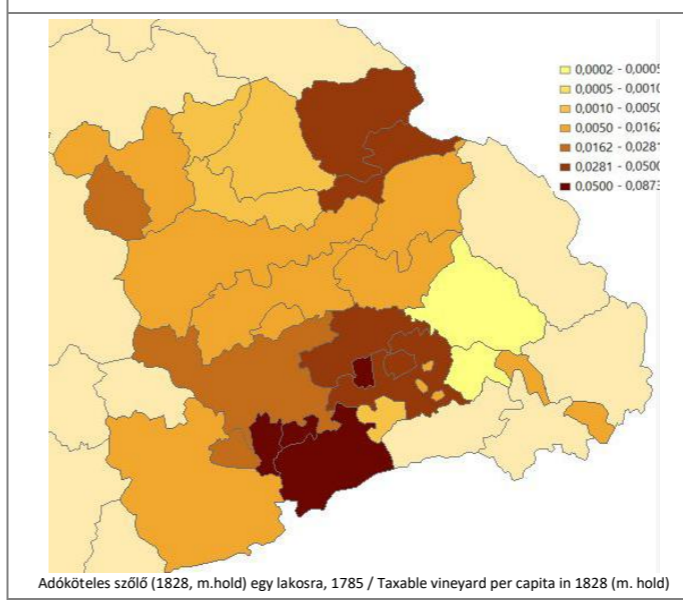 0,0002 - 0,0005
0,0005 - 0,0010
0,0010 - 0,0050
0,0050 - 0,0162
0,0162 - 0,0281
0,0281 - 0,0500
0,0500 - 0,0873
Adóköteles szőlő (1828, m.hold) egy lakosra, 1785 / Taxable vineyard per capita in 1828 (m. hold)